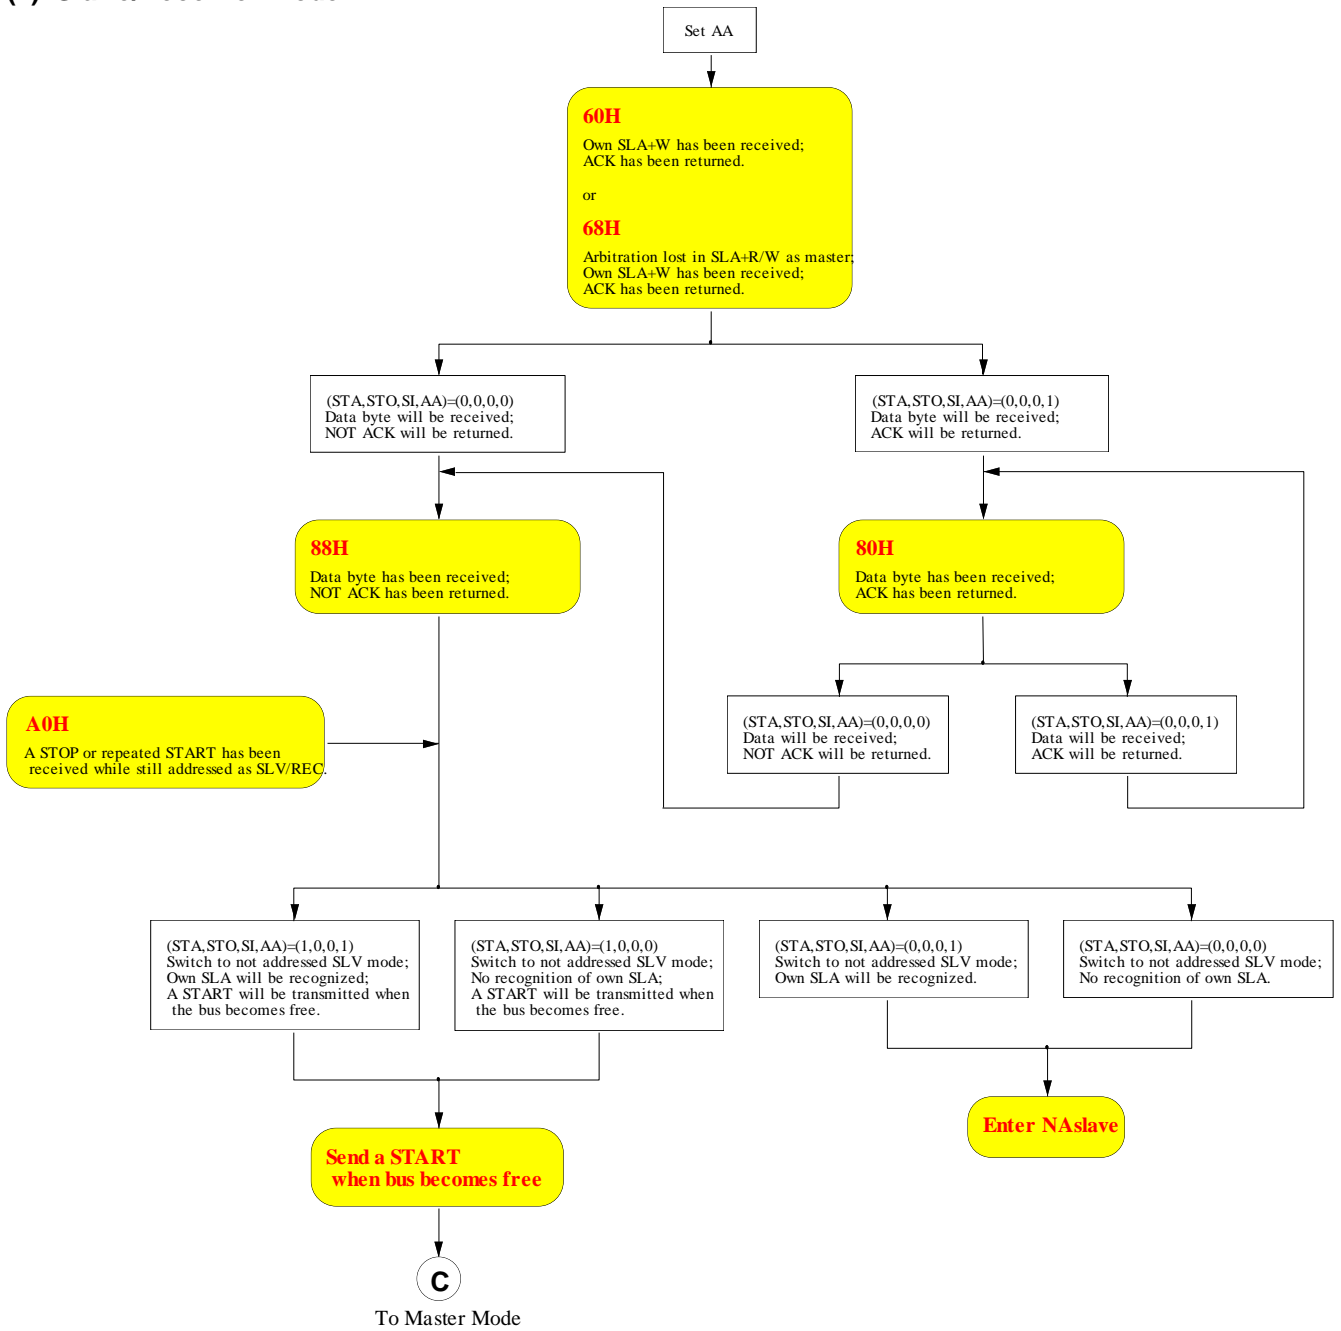 Set AA
60H
Own SLA+W has been received;
ACK has been returned.
or
68H
Arbitration lost in SLA+R/W as master;
Own SLA+W has been received;
ACK has been returned.
(STA,STO,SI,AA)=(0,0,0,0)
Data byte will be received;
NOT ACK will be returned.
(STA,STO,SI,AA)=(0,0,0,1)
Data byte will be received;
ACK will be returned.
88H
Data byte has been received;
NOT ACK has been returned.
80H
Data byte has been received;
ACK has been returned.
A0H
A STOP or repeated START has been
received while still addressed as SLV/REC.
(STA,STO,SI,AA)=(0,0,0,0)
Data will be received;
NOT ACK will be returned.
(STA,STO,SI,AA)=(0,0,0,1)
Data will be received;
ACK will be returned.
(STA,STO,SI,AA)=(1,0,0,1)
Switch to not addressed SLV mode;
Own SLA will be recognized;
A START will be transmitted when
the bus becomes free.
(STA,STO,SI,AA)=(1,0,0,0)
Switch to not addressed SLV mode;
No recognition of own SLA;
A START will be transmitted when
the bus becomes free.
(STA,STO,SI,AA)=(0,0,0,1)
Switch to not addressed SLV mode;
Own SLA will be recognized.
(STA,STO,SI,AA)=(0,0,0,0)
Switch to not addressed SLV mode;
No recognition of own SLA.
Enter NAslave
Send a START
when bus becomes free
C
To Master Mode